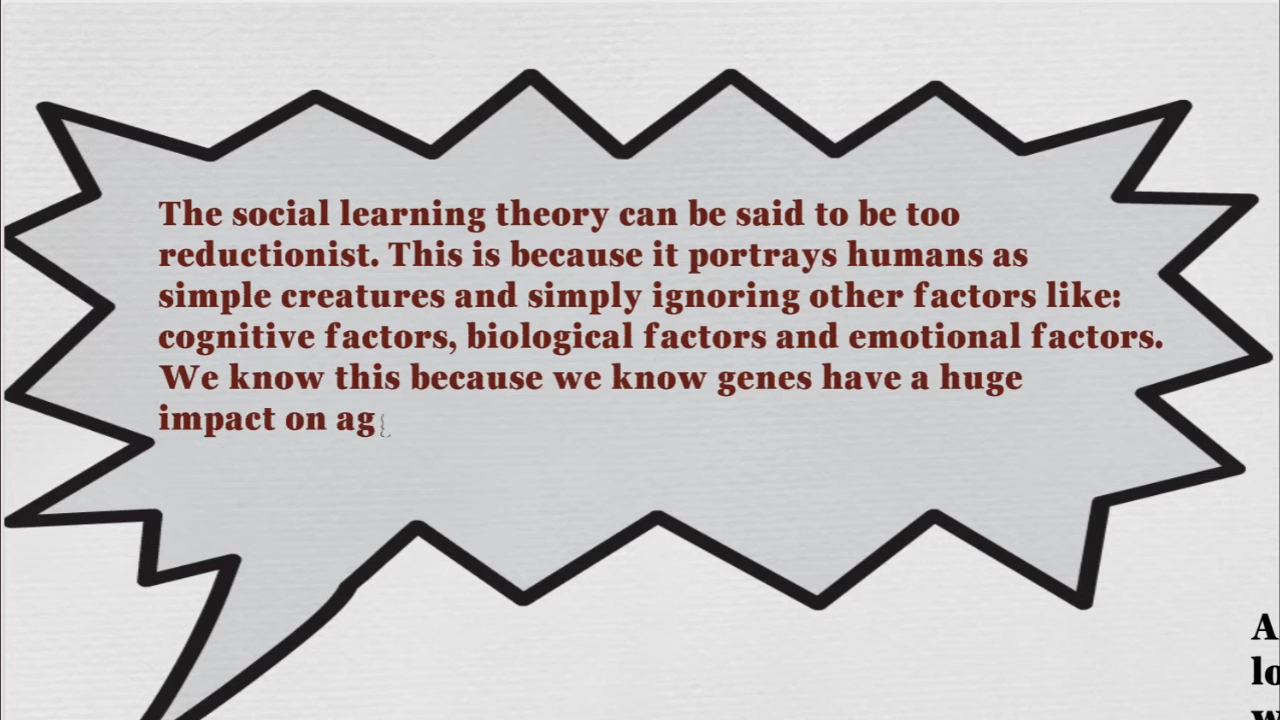 The social learning theory can be said to be too
reductionist. This is because it portrays humans as
simple creatures and simply ignoring other factors like:
cognitive factors, biological factors and emotional factors.
We know this because we know genes have a huge
impact on ag
A
lo